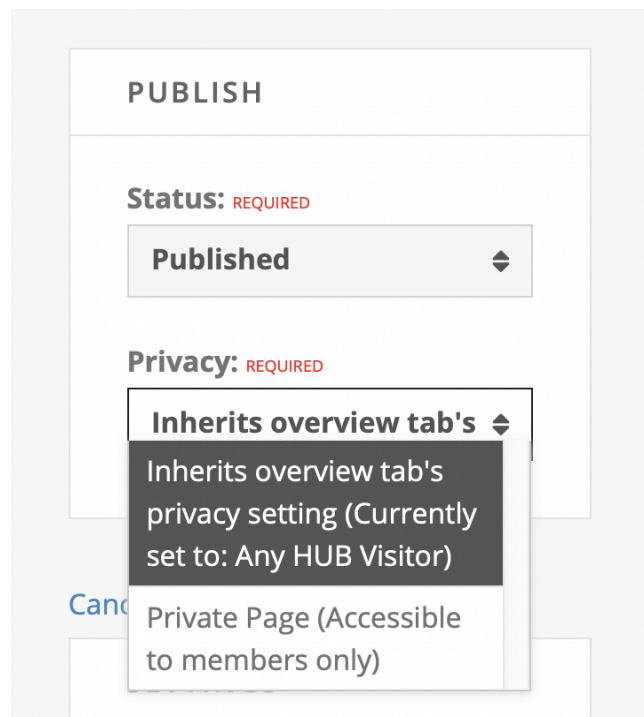 PUBLISH
Status: REQUIRED
Published
Privacy: REQUIRED
Inherits overview tab's
Inherits overview tab's
privacy setting (Currently
set to: Any HUB Visitor)
Canc
Private Page (Accessible
to members only)